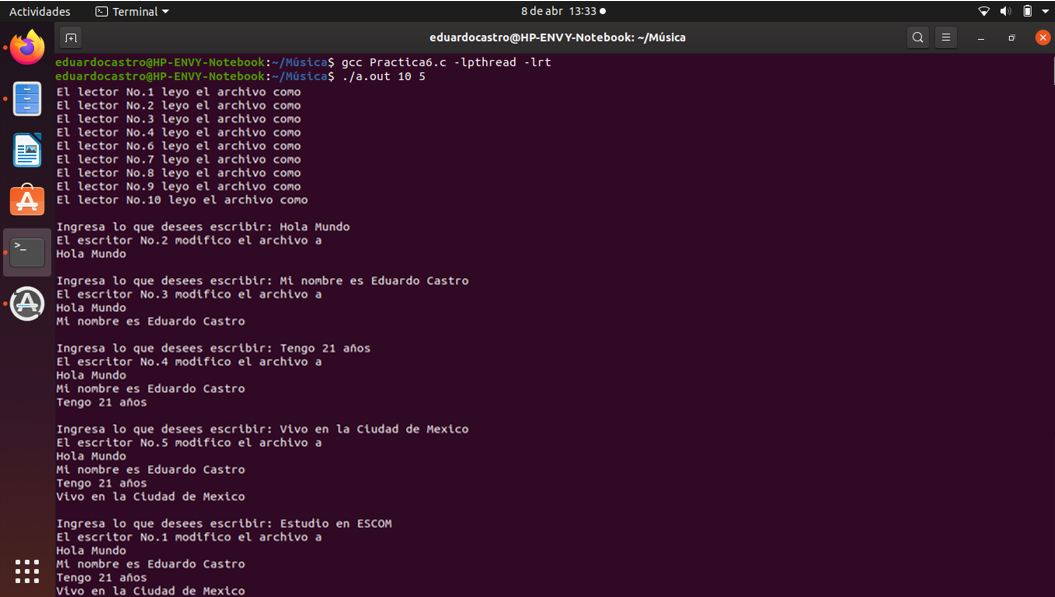 Actividades Terminal 8 de abr 13:33
eduardocastro@HP-ENVY-Notebook: ~/Música
eduardocastro@HP-ENVY-Notebook:~/Música$ gcc Practica6.c -lpthread -lrt
eduardocastro@HP-ENVY-Notebook:~/Música$ ./a.out 10 5
El lector No.1 leyo el archivo como
El lector No.2 leyo el archivo como
El lector No.3 leyo el archivo como
El lector No.4 leyo el archivo como
El lector No.6 leyo el archivo como
El lector No.7 leyo el archivo como
El lector No.8 leyo el archivo como
El lector No.9 leyo el archivo como
El lector No.10 leyo el archivo como
Ingresa lo que desees escribir: Hola Mundo
El escritor No.2 modifico el archivo a
Hola Mundo
Ingresa lo que desees escribir: Mi nombre es Eduardo Castro
El escritor No.3 modifico el archivo a
Hola Mundo
Mi nombre es Eduardo Castro
Ingresa lo que desees escribir: Tengo 21 años
El escritor No.4 modifico el archivo a
Hola Mundo
Mi nombre es Eduardo Castro
Tengo 21 años
Ingresa lo que desees escribir: Vivo en la Ciudad de Mexico
El escritor No.5 modifico el archivo a
Hola Mundo
Mi nombre es Eduardo Castro
Tengo 21 años
Vivo en la Ciudad de Mexico
Ingresa lo que desees escribir: Estudio en ESCOM
El escritor No.1 modifico el archivo a
Hola Mundo
Mi nombre es Eduardo Castro
Tengo 21 años
Vivo en la Ciudad de Mexico